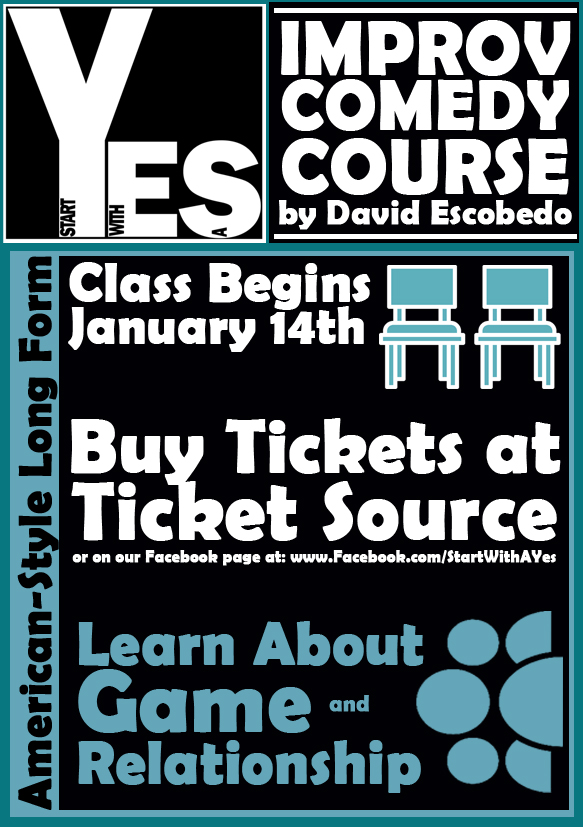 YES
START
WITH
A
IMPROV
COMEDY
COURSE
by David Escobedo
American-Style Long Form
Class Begins
January 14th
Buy Tickets at
Ticket Source
or on our Facebook page at: www.Facebook.com/StartWithAYes
Learn About
Game and
Relationship